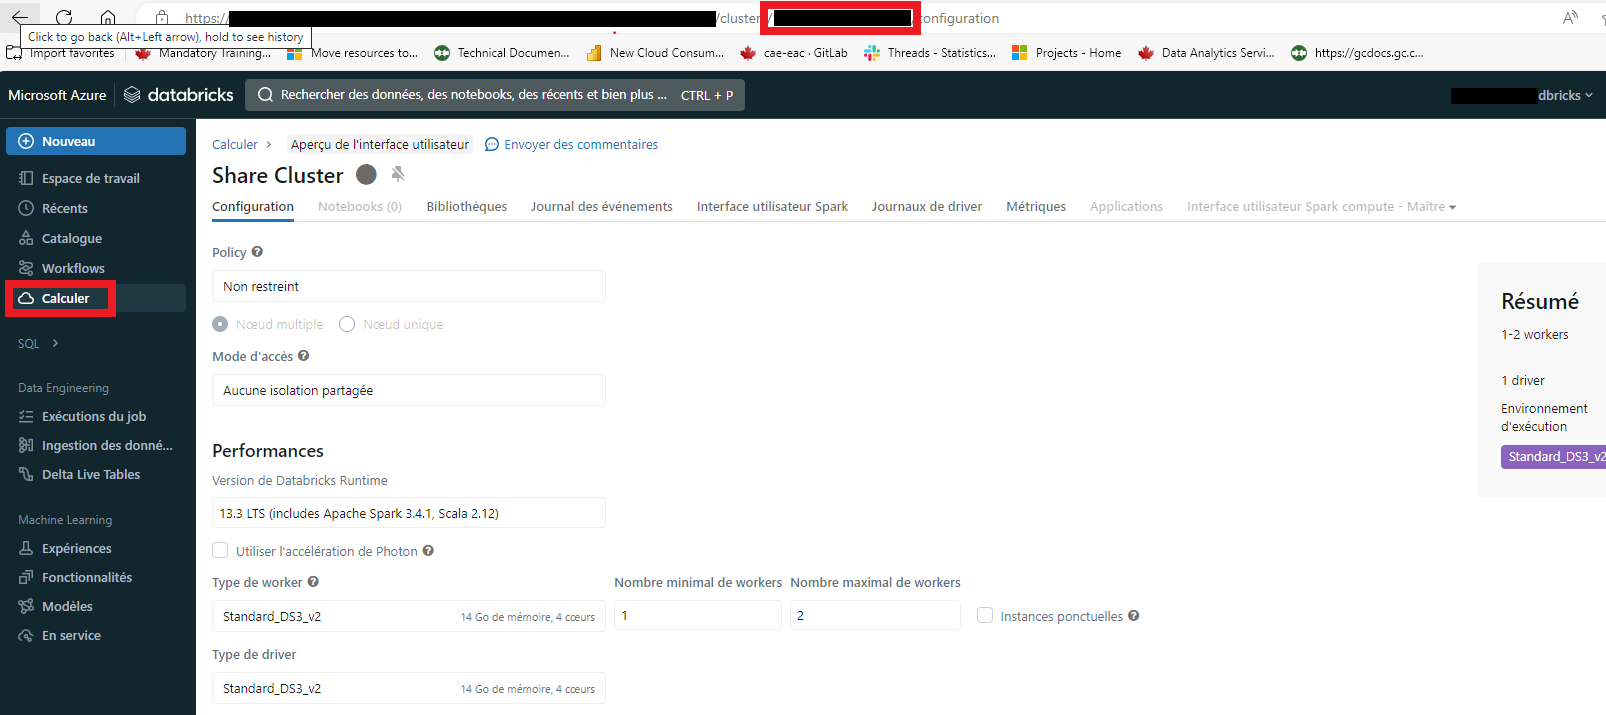 https://
/cluster
/
configuration
Click to go back (Alt+Left arrow), hold to see history
Import favorites
Mandatory Training...
Move resources to...
Technical Documen...
New Cloud Consum...
cae-eac · GitLab
Threads - Statistics...
Projects - Home
Data Analytics Servi...
https://gcdocs.gc.c...
Microsoft Azure
databricks
Rechercher des données, des notebooks, des récents et bien plus ... CTRL + P
dbricks
Nouveau
Espace de travail
Récents
Catalogue
Workflows
Calculer
SQL
Data Engineering
Exécutions du job
Ingestion des donné...
Delta Live Tables
Machine Learning
Expériences
Fonctionnalités
Modèles
En service
Calculer > Aperçu de l'interface utilisateur Envoyer des commentaires
Share Cluster
Configuration Notebooks (0) Bibliothèques Journal des événements Interface utilisateur Spark Journaux de driver Métriques Applications Interface utilisateur Spark compute - Maître
Policy
Non restreint
Nœud multiple Nœud unique
Mode d'accès
Aucune isolation partagée
Performances
Version de Databricks Runtime
13.3 LTS (includes Apache Spark 3.4.1, Scala 2.12)
Utiliser l'accélération de Photon
Type de worker Nombre minimal de workers Nombre maximal de workers
Standard_DS3_v2 14 Go de mémoire, 4 cœurs 1 2 Instances ponctuelles
Type de driver
Standard_DS3_v2 14 Go de mémoire, 4 cœurs
Résumé
1-2 workers
1 driver
Environnement
d'exécution
Standard_DS3_v2